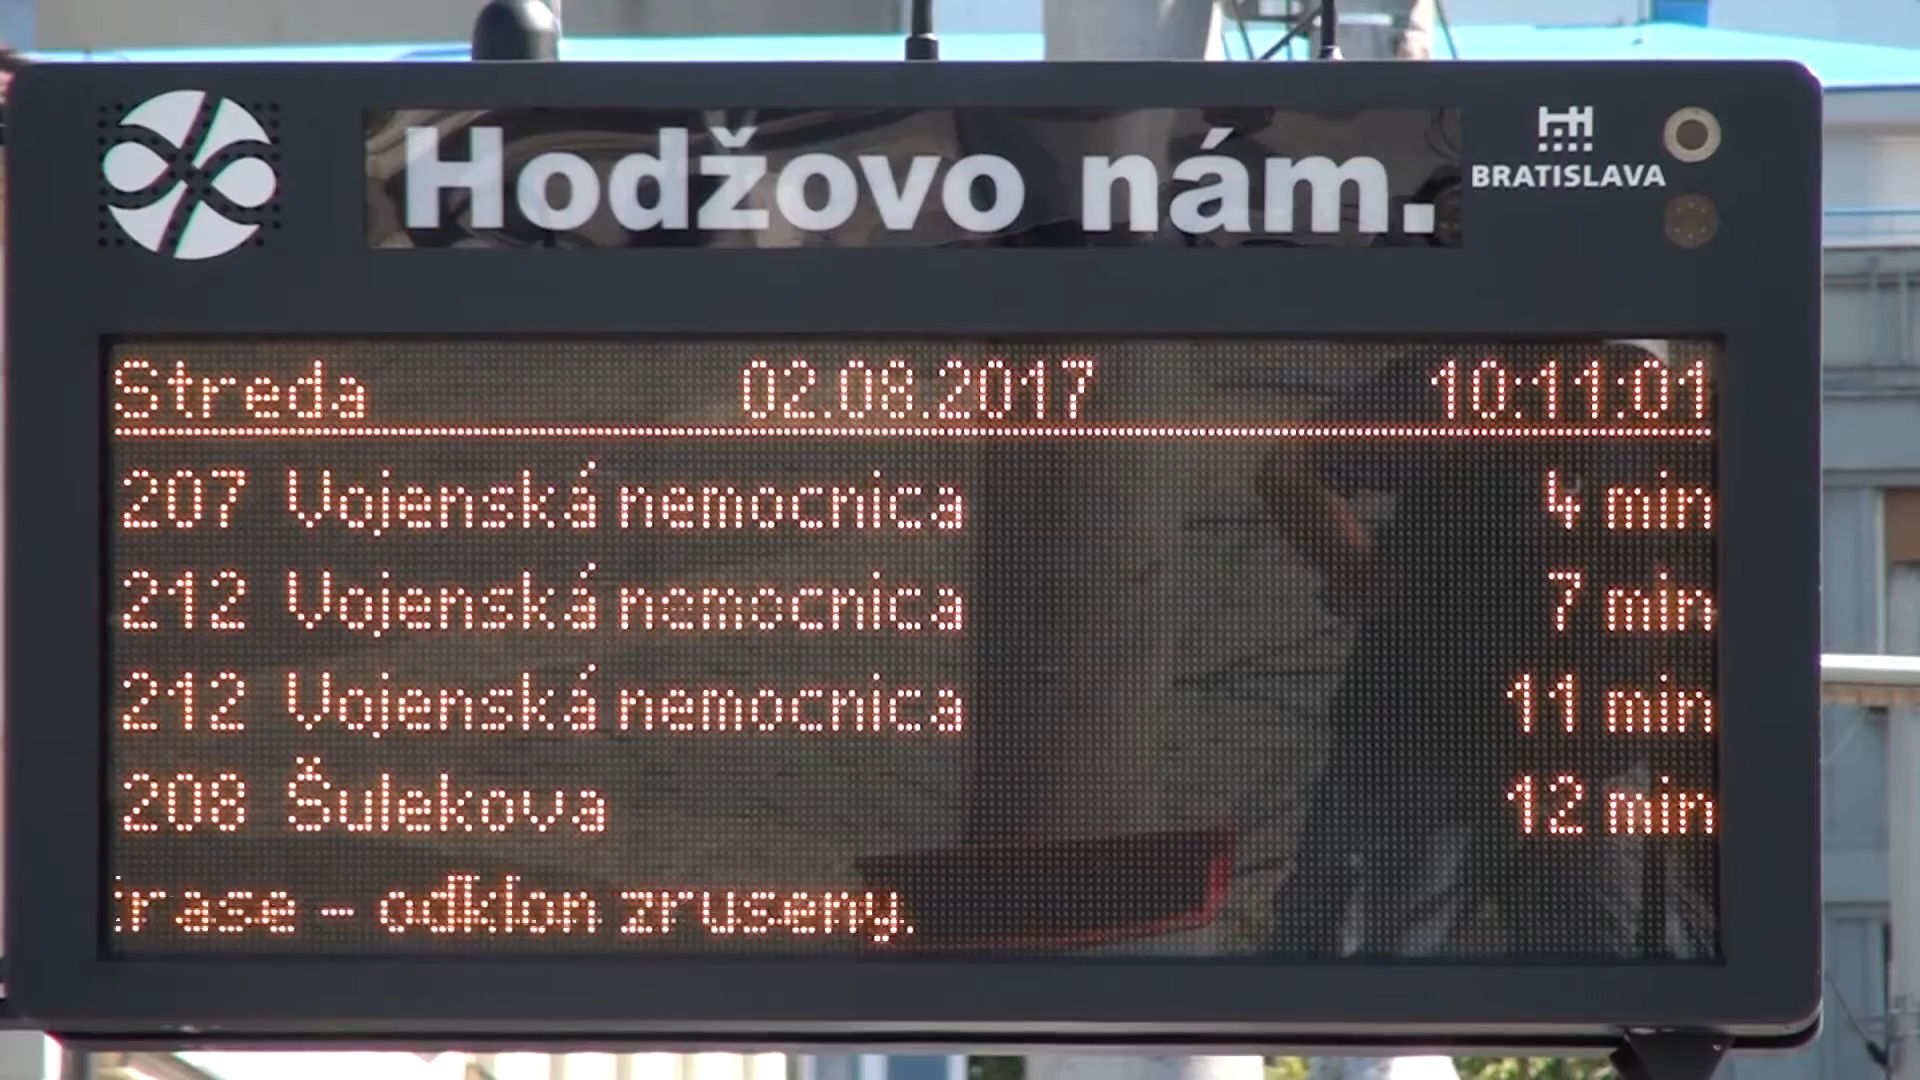 Hodžovo nám.
BRATISLAVA
Streda 02.08.2017 10:11:01
207 Vojenská nemocnica 4 min
212 Vojenská nemocnica 7 min
212 Vojenská nemocnica 11 min
208 Šulekova 12 min
rase - odklon zruseny.